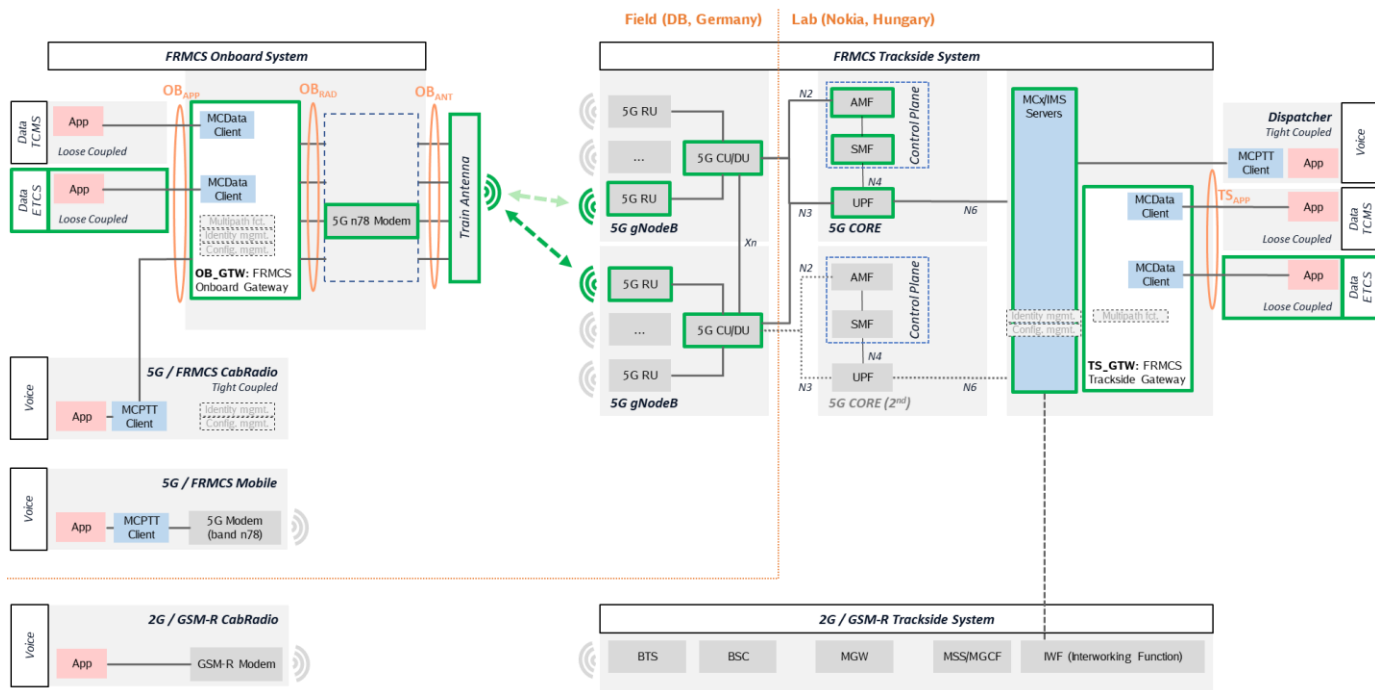 Field (DB, Germany)
Lab (Nokia, Hungary)
FRMCS Onboard System
FRMCS Trackside System
OB_APP
OB_RAD
OB_ANT
Data
TCMS
App
Loose Coupled
MCData
Client
Data
ETCS
App
Loose Coupled
MCData
Client
Multipath fct.
Identity mgmt.
Config. mgmt.
OB_GTW: FRMCS
Onboard Gateway
5G n78 Modem
Train Antenna
5G RU
...
5G RU
5G CU/DU
5G gNodeB
Xn
5G RU
...
5G RU
5G CU/DU
5G gNodeB
N2
N3
AMF
SMF
Control Plane
N4
UPF
5G CORE
N6
N2
N3
AMF
SMF
Control Plane
N4
UPF
5G CORE (2nd)
N6
MCx/IMS
Servers
Identity mgmt.
Config. mgmt.
Multipath fct.
MCData
Client
MCData
Client
TS_GTW: FRMCS
Trackside Gateway
TS_APP
Dispatcher
Tight Coupled
MCPTT
Client
App
Voice
App
Loose Coupled
Data
TCMS
App
Loose Coupled
Data
ETCS
Voice
5G / FRMCS CabRadio
Tight Coupled
App
MCPTT
Client
Identity mgmt.
Config. mgmt.
Voice
5G / FRMCS Mobile
App
MCPTT
Client
5G Modem
(band n78)
Voice
2G / GSM-R CabRadio
App
GSM-R Modem
2G / GSM-R Trackside System
BTS
BSC
MGW
MSS/MGCF
IWF (Interworking Function)